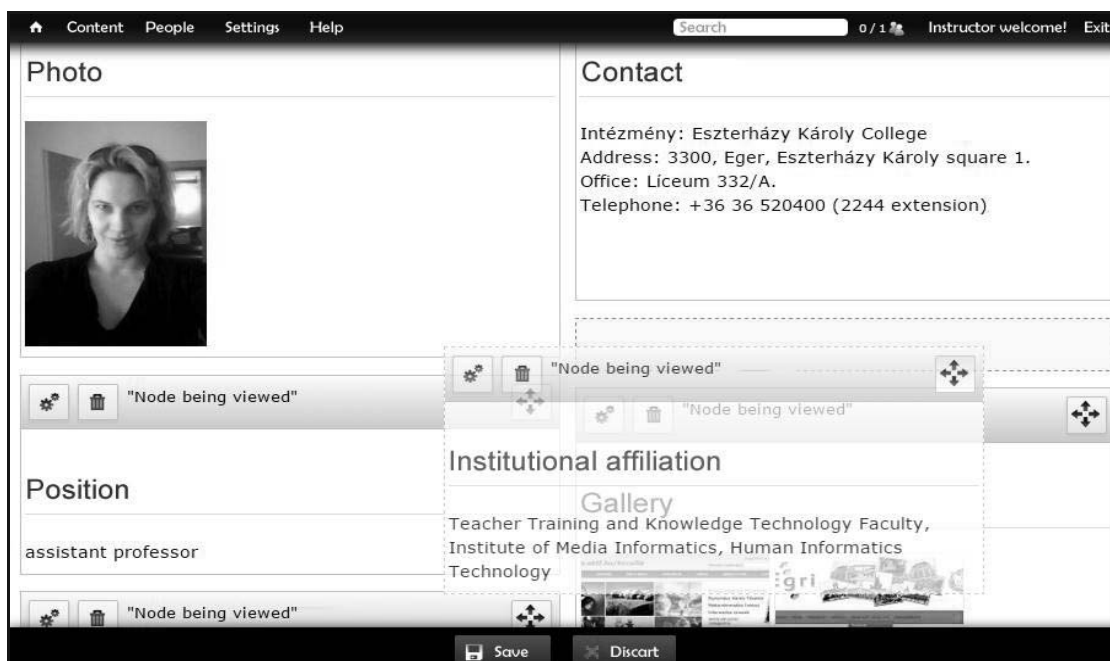 Content People Settings Help Search 0 / 1 Instructor welcome! Exit
Photo
Contact
Intézmény: Eszterházy Károly College
Address: 3300, Eger, Eszterházy Károly square 1.
Office: Líceum 332/A.
Telephone: +36 36 520400 (2244 extension)
"Node being viewed"
"Node being viewed"
"Node being viewed"
Institutional affiliation
Position
Gallery
Teacher Training and Knowledge Technology Faculty,
Institute of Media Informatics, Human Informatics
Technology
assistant professor
egri
"Node being viewed"
Save Discart